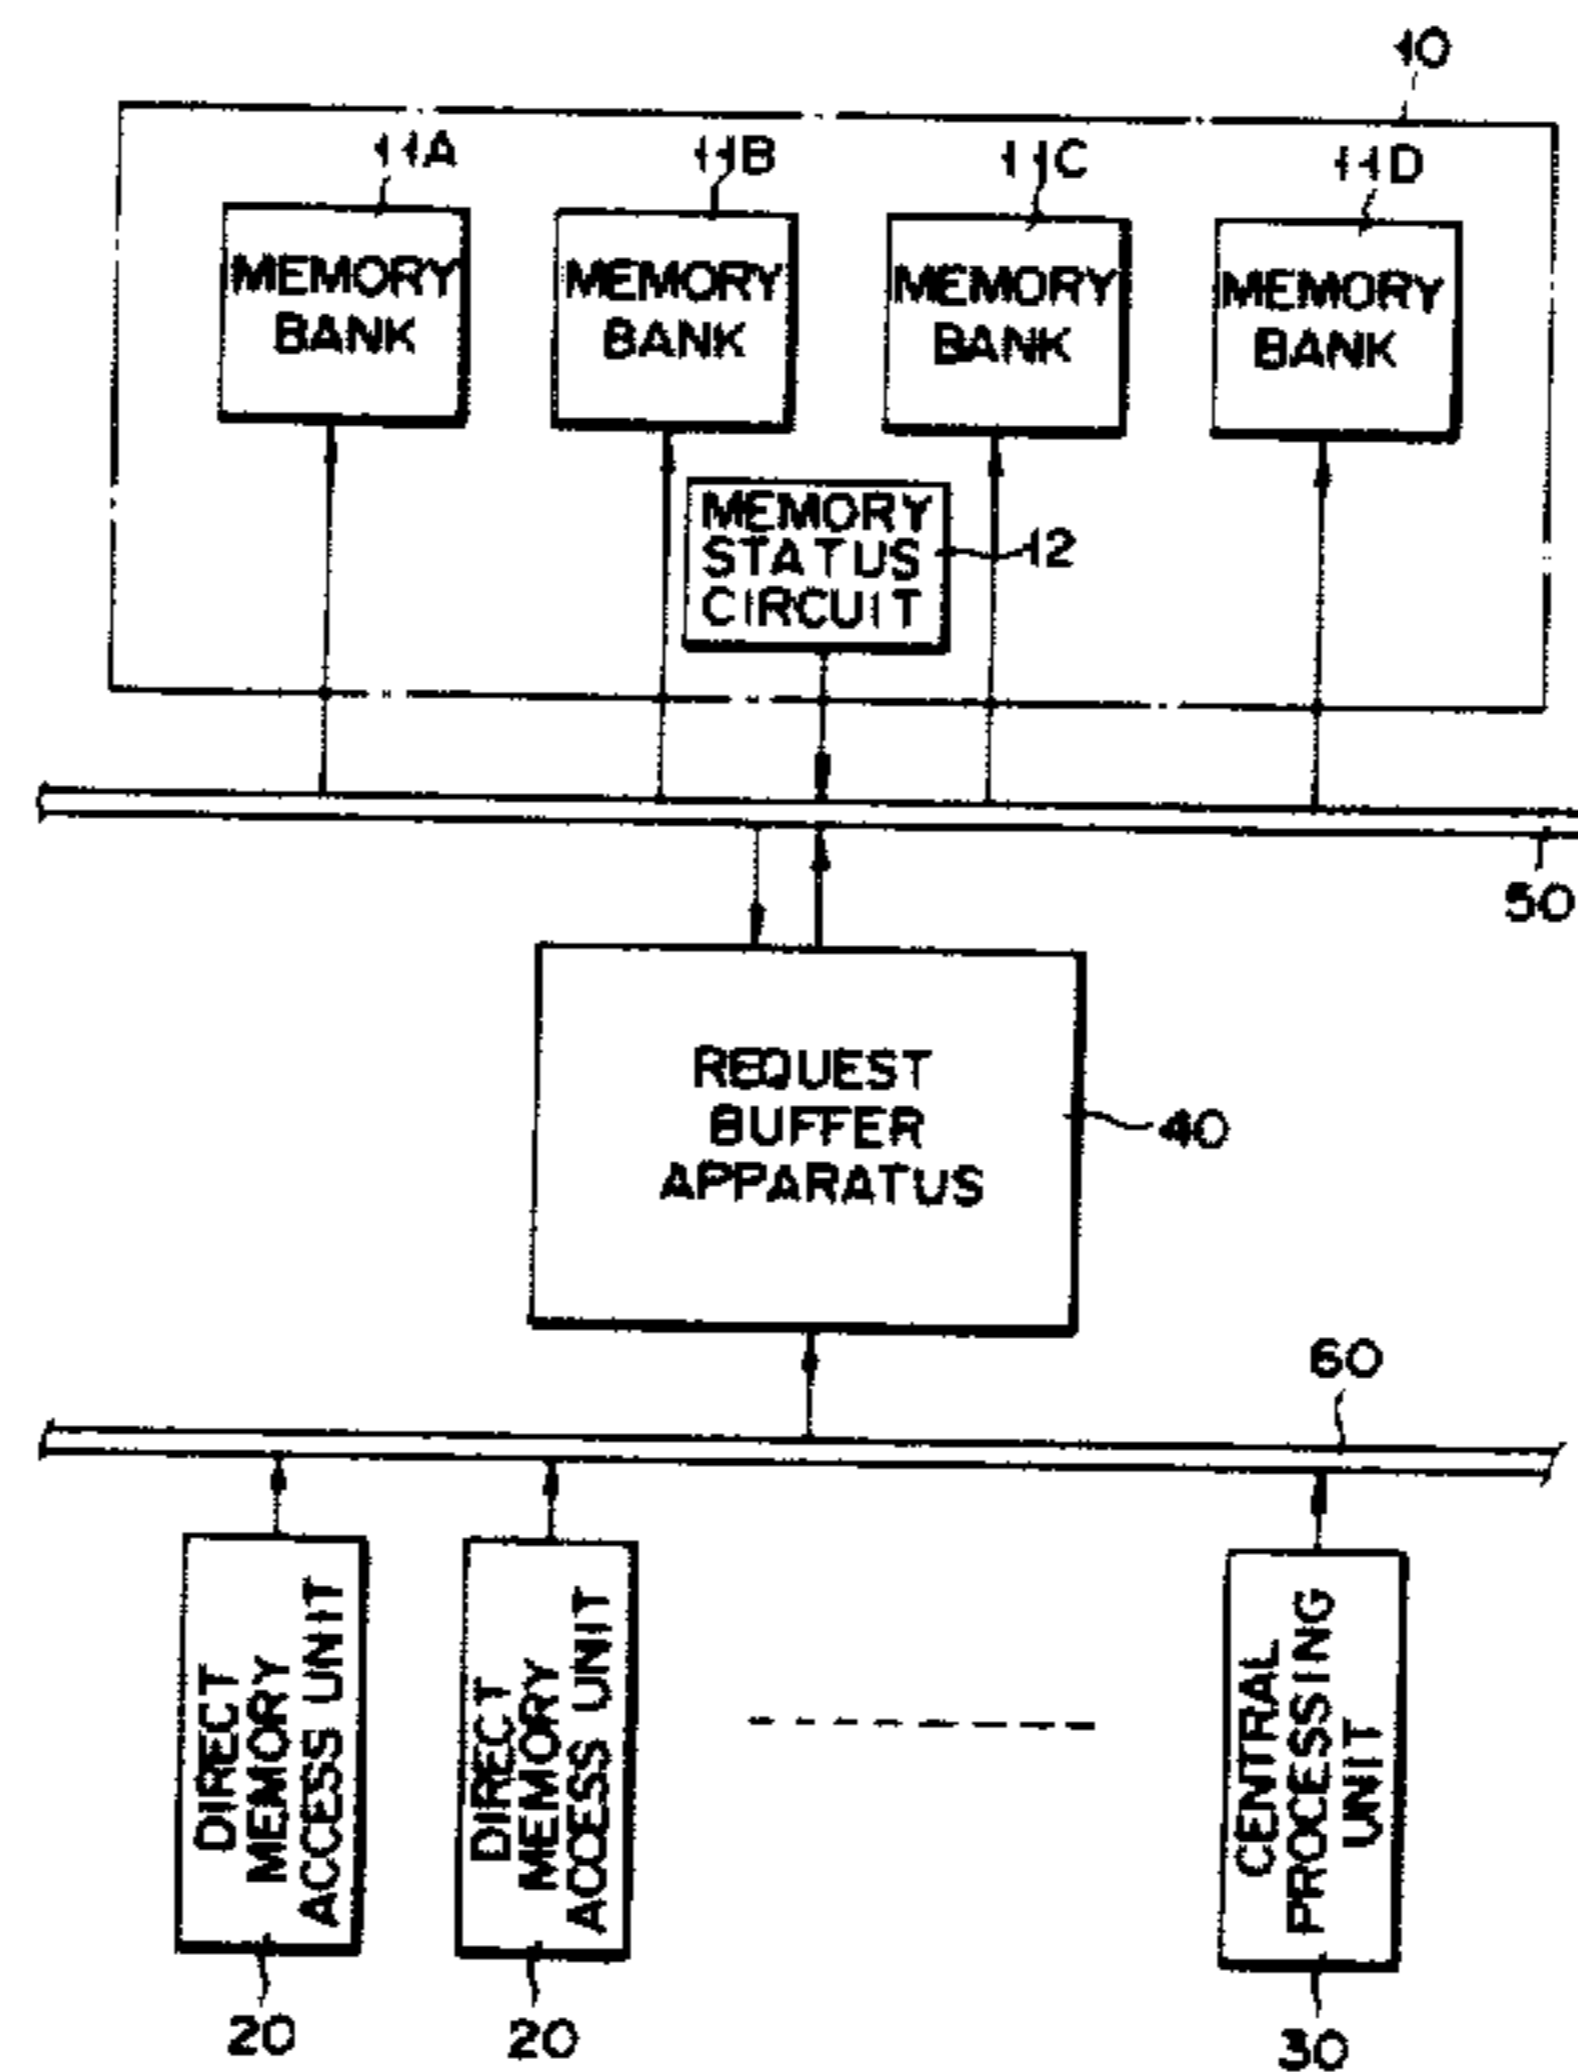 10
11A
11B
11C
11D
MEMORY
BANK
MEMORY
BANK
MEMORY
BANK
MEMORY
BANK
MEMORY
STATUS
CIRCUIT
12
50
REQUEST
BUFFER
APPARATUS
40
60
DIRECT
MEMORY
ACCESS UNIT
DIRECT
MEMORY
ACCESS UNIT
CENTRAL
PROCESSING
UNIT
20
20
30